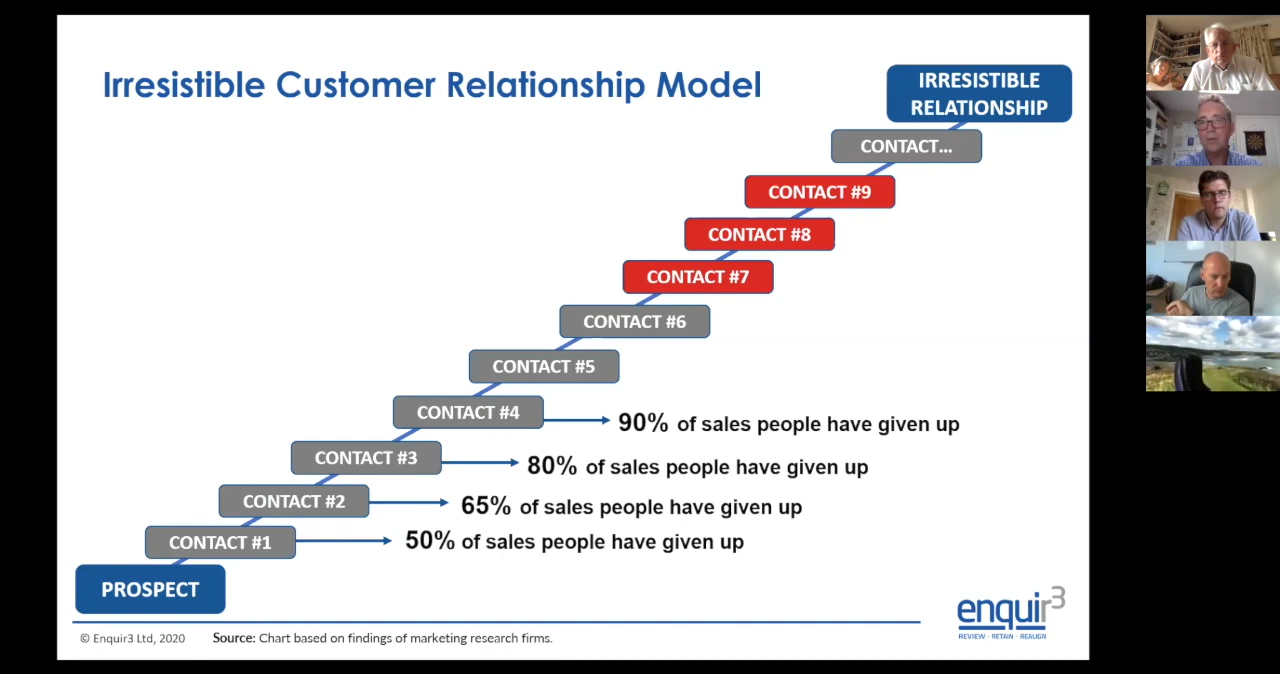 Irresistible Customer Relationship Model
IRRESISTIBLE
RELATIONSHIP
CONTACT...
CONTACT #9
CONTACT #8
CONTACT #7
CONTACT #6
CONTACT #5
CONTACT #4
90% of sales people have given up
CONTACT #3
80% of sales people have given up
CONTACT #2
65% of sales people have given up
CONTACT #1
50% of sales people have given up
PROSPECT
enquir3
REVIEW · RETAIN · REALIGN
© Enquir3 Ltd, 2020 Source: Chart based on findings of marketing research firms.